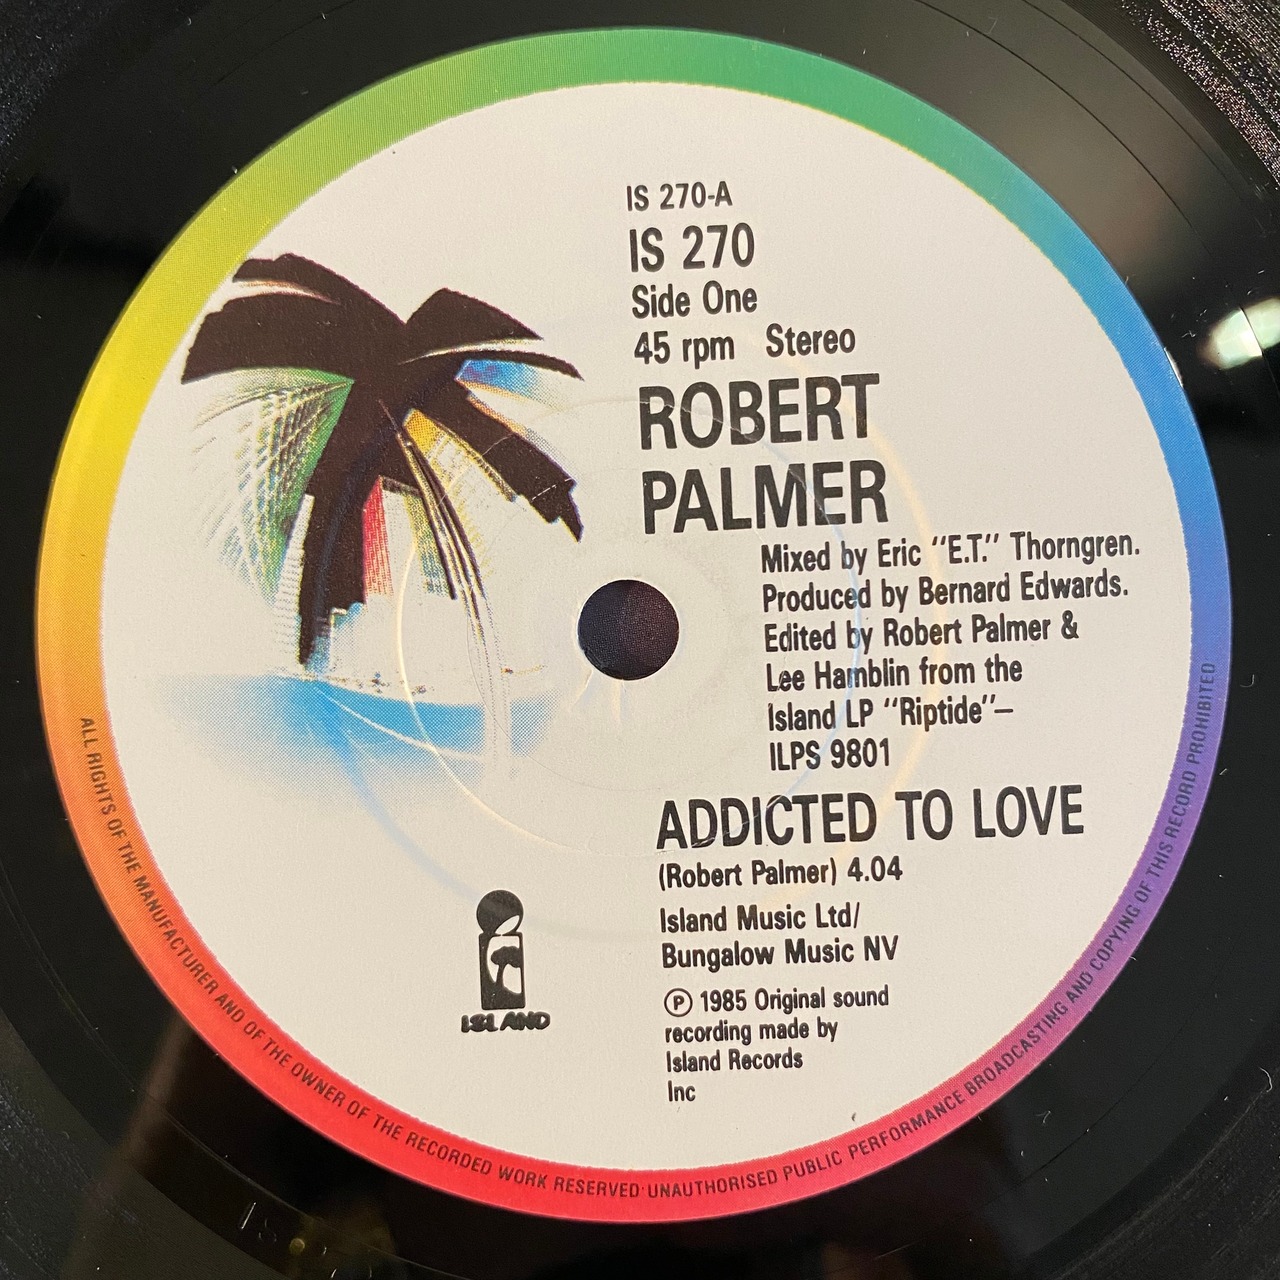 IS 270-A
IS 270
Side One
45 rpm Stereo
ROBERT
PALMER
Mixed by Eric "E.T." Thorngren.
Produced by Bernard Edwards.
Edited by Robert Palmer &
Lee Hamblin from the
Island LP "Riptide"–
ILPS 9801
ADDICTED TO LOVE
(Robert Palmer) 4.04
Island Music Ltd/
Bungalow Music NV
℗ 1985 Original sound
recording made by
Island Records
Inc
ISLAND
ALL RIGHTS OF THE MANUFACTURER AND OF THE OWNER OF THE RECORDED WORK RESERVED·UNAUTHORISED PUBLIC PERFORMANCE BROADCASTING AND COPYING OF THIS RECORD PROHIBITED